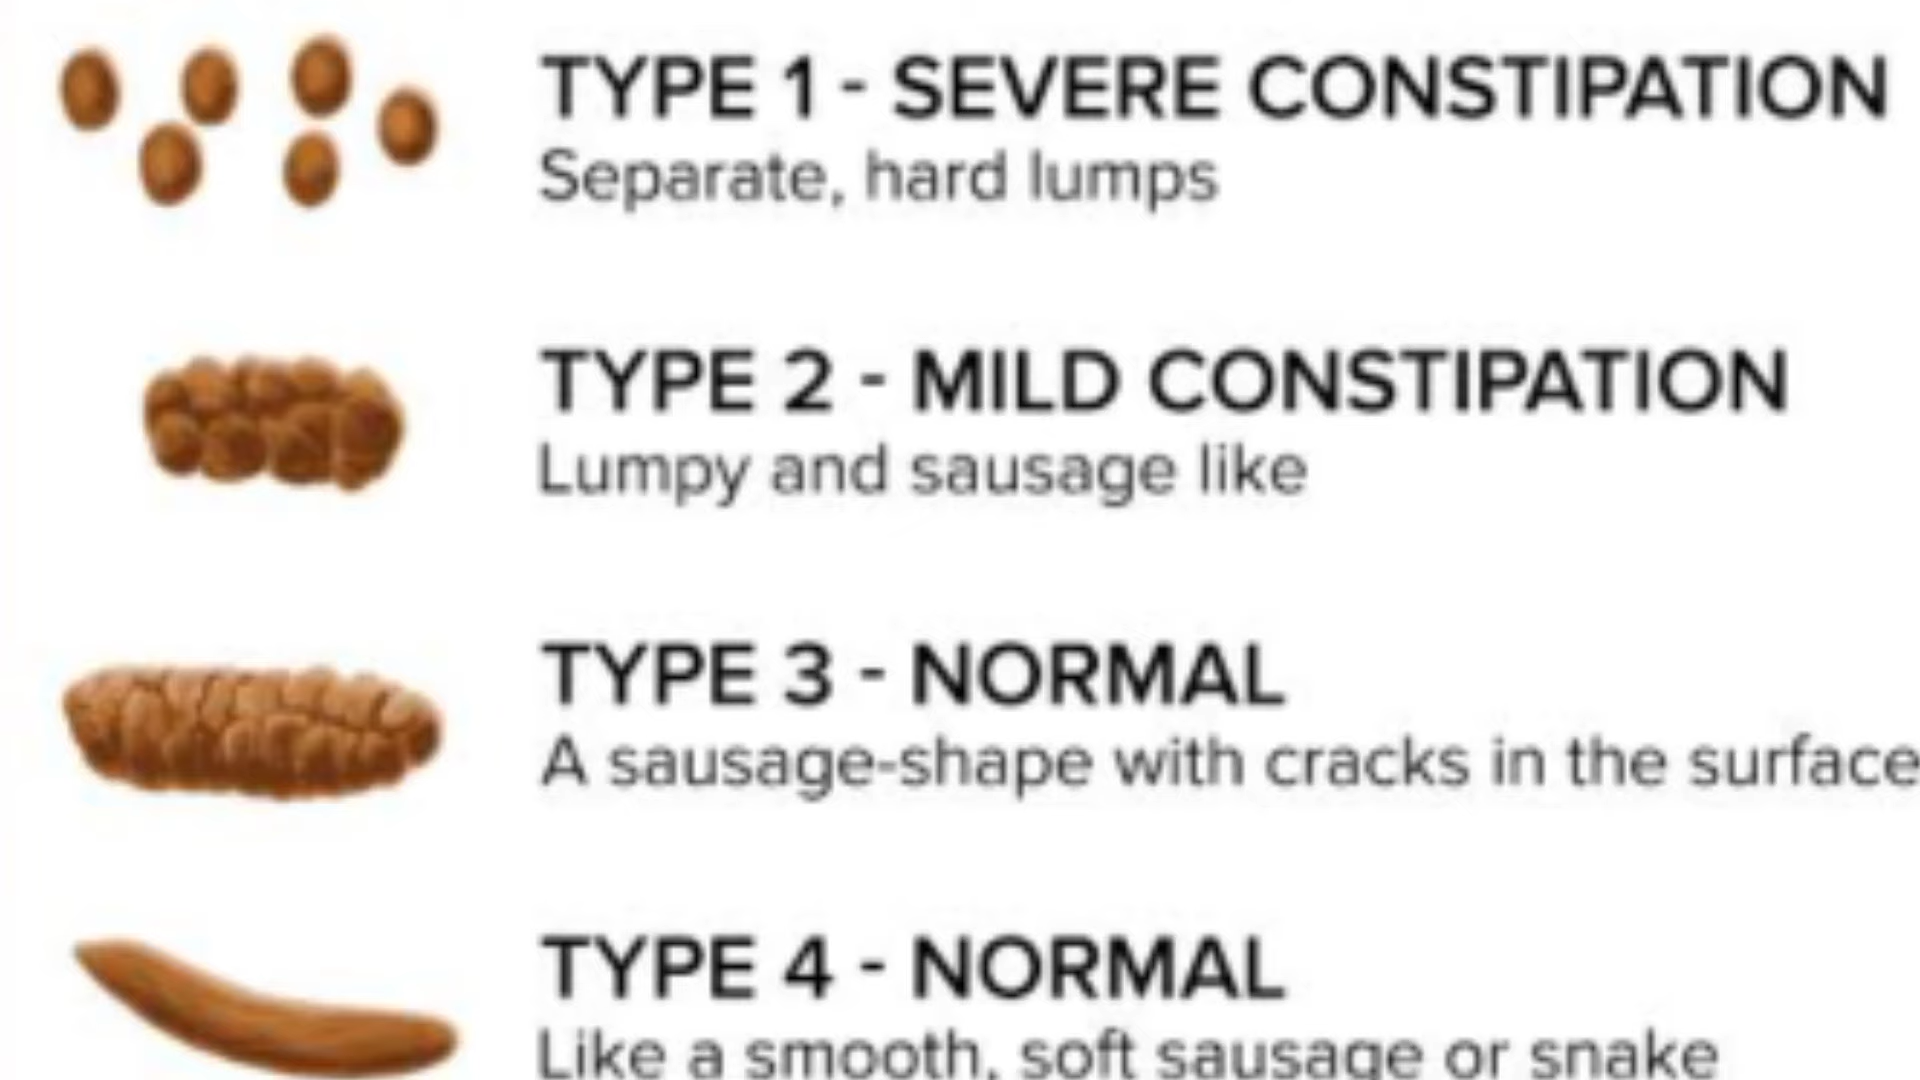 TYPE 1 - SEVERE CONSTIPATION
Separate, hard lumps
TYPE 2 - MILD CONSTIPATION
Lumpy and sausage like
TYPE 3 - NORMAL
A sausage-shape with cracks in the surface
TYPE 4 - NORMAL
Like a smooth, soft sausage or snake